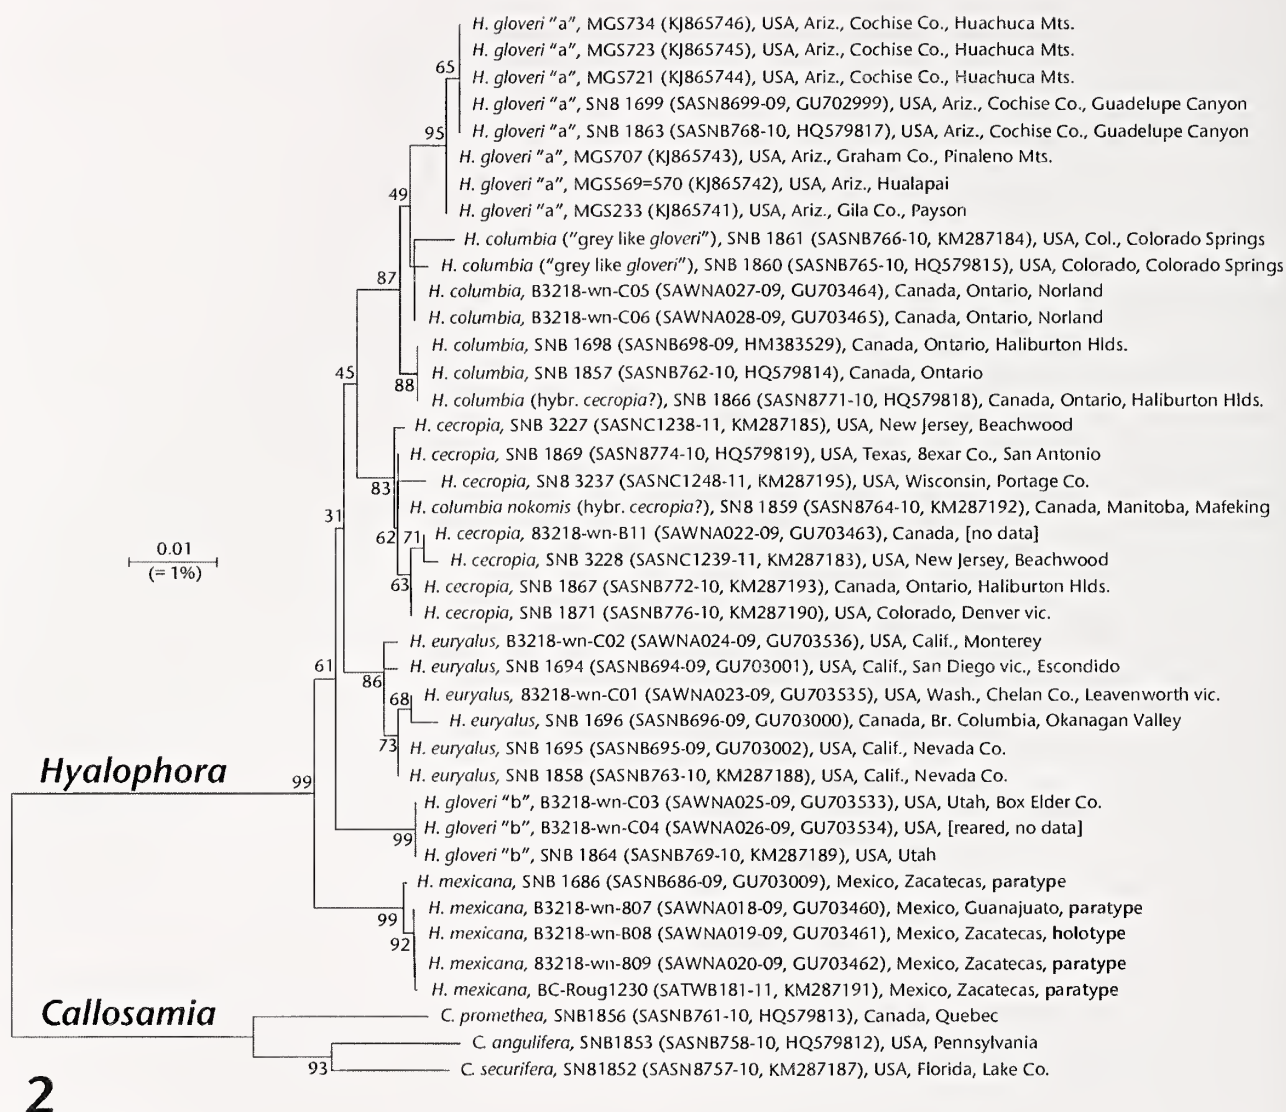 H. gloveri "a", MGS734 (KJ865746), USA, Ariz., Cochise Co., Huachuca Mts.
H. gloveri "a", MGS723 (KJ865745), USA, Ariz., Cochise Co., Huachuca Mts.
65
H. gloveri "a", MGS721 (KJ865744), USA, Ariz., Cochise Co., Huachuca Mts.
H. gloveri "a", SN8 1699 (SASN8699-09, GU702999), USA, Ariz., Cochise Co., Guadelupe Canyon
95
H. gloveri "a", SNB 1863 (SASNB768-10, HQ579817), USA, Ariz., Cochise Co., Guadelupe Canyon
H. gloveri "a", MGS707 (KJ865743), USA, Ariz., Graham Co., Pinaleno Mts.
H. gloveri "a", MGS569=570 (KJ865742), USA, Ariz., Hualapai
49
H. gloveri "a", MGS233 (KJ865741), USA, Ariz., Gila Co., Payson
H. columbia ("grey like gloveri"), SNB 1861 (SASNB766-10, KM287184), USA, Col., Colorado Springs
H. columbia ("grey like gloveri"), SNB 1860 (SASNB765-10, HQ579815), USA, Colorado, Colorado Springs
87
H. columbia, B3218-wn-C05 (SAWNA027-09, GU703464), Canada, Ontario, Norland
H. columbia, B3218-wn-C06 (SAWNA028-09, GU703465), Canada, Ontario, Norland
H. columbia, SNB 1698 (SASNB698-09, HM383529), Canada, Ontario, Haliburton Hlds.
45
H. columbia, SNB 1857 (SASNB762-10, HQ579814), Canada, Ontario
88
H. columbia (hybr. cecropia?), SNB 1866 (SASN8771-10, HQ579818), Canada, Ontario, Haliburton Hlds.
H. cecropia, SNB 3227 (SASNC1238-11, KM287185), USA, New Jersey, Beachwood
H. cecropia, SNB 1869 (SASN8774-10, HQ579819), USA, Texas, 8exar Co., San Antonio
83
H. cecropia, SN8 3237 (SASNC1248-11, KM287195), USA, Wisconsin, Portage Co.
31
H. columbia nokomis (hybr. cecropia?), SN8 1859 (SASN8764-10, KM287192), Canada, Manitoba, Mafeking
62
71
H. cecropia, 83218-wn-B11 (SAWNA022-09, GU703463), Canada, [no data]
0.01
(= 1%)
H. cecropia, SNB 3228 (SASNC1239-11, KM287183), USA, New Jersey, Beachwood
63
H. cecropia, SNB 1867 (SASNB772-10, KM287193), Canada, Ontario, Haliburton Hlds.
H. cecropia, SNB 1871 (SASNB776-10, KM287190), USA, Colorado, Denver vic.
H. euryalus, B3218-wn-C02 (SAWNA024-09, GU703536), USA, Calif., Monterey
61
H. euryalus, SNB 1694 (SASNB694-09, GU703001), USA, Calif., San Diego vic., Escondido
86
68
H. euryalus, 83218-wn-C01 (SAWNA023-09, GU703535), USA, Wash., Chelan Co., Leavenworth vic.
H. euryalus, SNB 1696 (SASNB696-09, GU703000), Canada, Br. Columbia, Okanagan Valley
73
H. euryalus, SNB 1695 (SASNB695-09, GU703002), USA, Calif., Nevada Co.
Hyalophora
99
H. euryalus, SNB 1858 (SASNB763-10, KM287188), USA, Calif., Nevada Co.
H. gloveri "b", B3218-wn-C03 (SAWNA025-09, GU703533), USA, Utah, Box Elder Co.
H. gloveri "b", B3218-wn-C04 (SAWNA026-09, GU703534), USA, [reared, no data]
99
H. gloveri "b", SNB 1864 (SASNB769-10, KM287189), USA, Utah
H. mexicana, SNB 1686 (SASNB686-09, GU703009), Mexico, Zacatecas, paratype
99
H. mexicana, B3218-wn-807 (SAWNA018-09, GU703460), Mexico, Guanajuato, paratype
92
H. mexicana, B3218-wn-B08 (SAWNA019-09, GU703461), Mexico, Zacatecas, holotype
H. mexicana, 83218-wn-809 (SAWNA020-09, GU703462), Mexico, Zacatecas, paratype
H. mexicana, BC-Roug1230 (SATWB181-11, KM287191), Mexico, Zacatecas, paratype
Callosamia
C. promethea, SNB1856 (SASNB761-10, HQ579813), Canada, Quebec
C. angulifera, SNB1853 (SASNB758-10, HQ579812), USA, Pennsylvania
93
C. securifera, SN81852 (SASN8757-10, KM287187), USA, Florida, Lake Co.
2